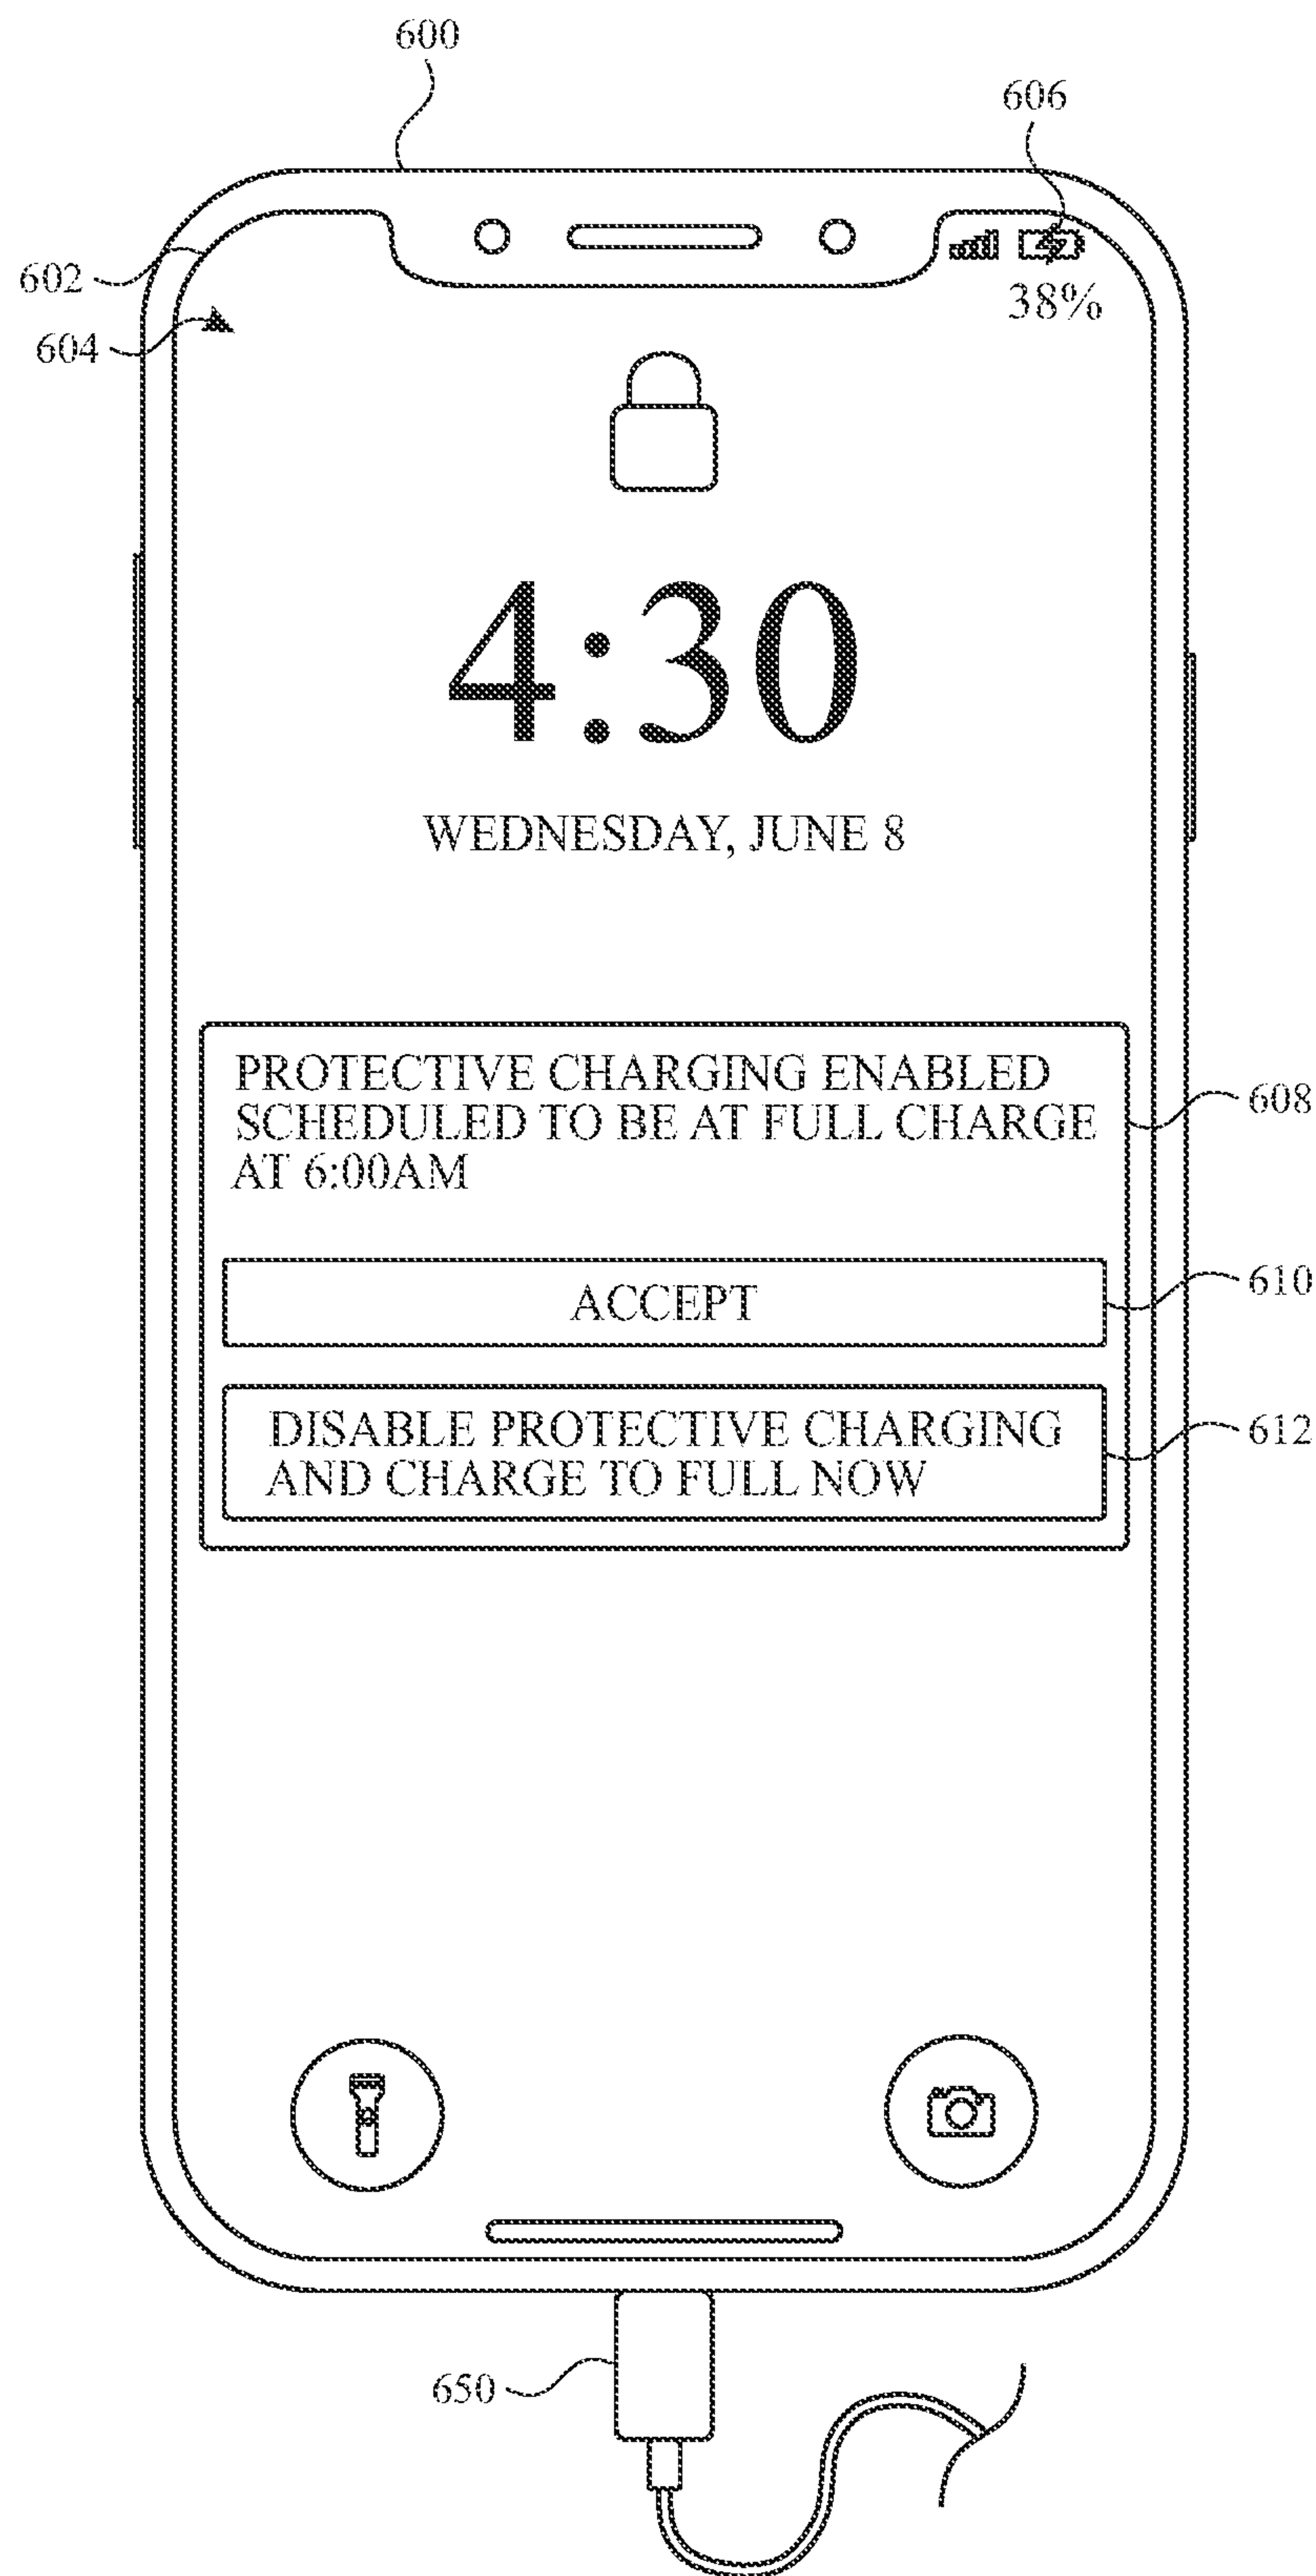 600
606
602
38%
604
4:30
WEDNESDAY, JUNE 8
PROTECTIVE CHARGING ENABLED
SCHEDULED TO BE AT FULL CHARGE
AT 6:00AM
608
ACCEPT
610
DISABLE PROTECTIVE CHARGING
AND CHARGE TO FULL NOW
612
650